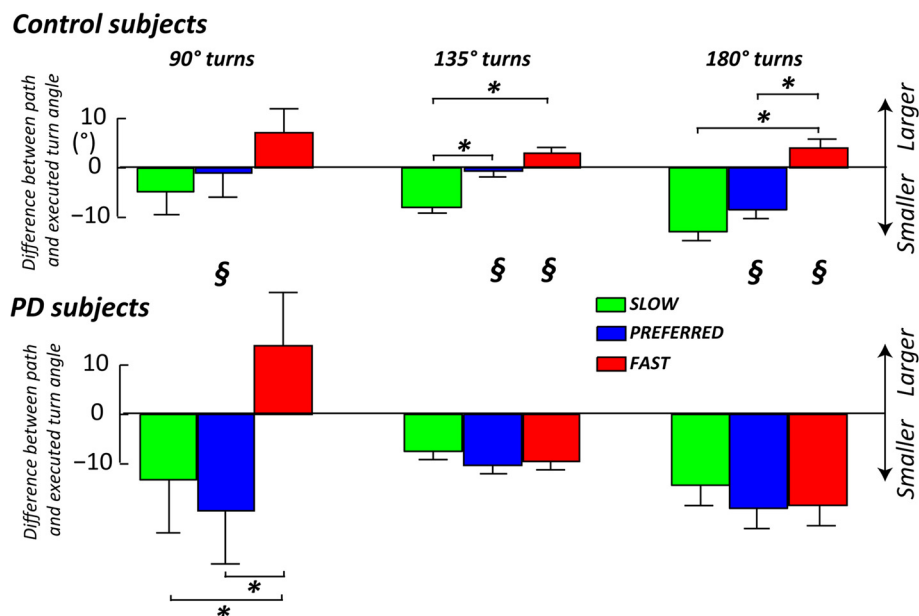 Control subjects
90° turns
135° turns
180° turns
Difference between path
and executed turn angle
10
(°)
0
−10
*
*
*
*
Larger
Smaller
§
§
§
§
§
PD subjects
SLOW
PREFERRED
FAST
Difference between path
and executed turn angle
10
0
−10
Larger
Smaller
*
*